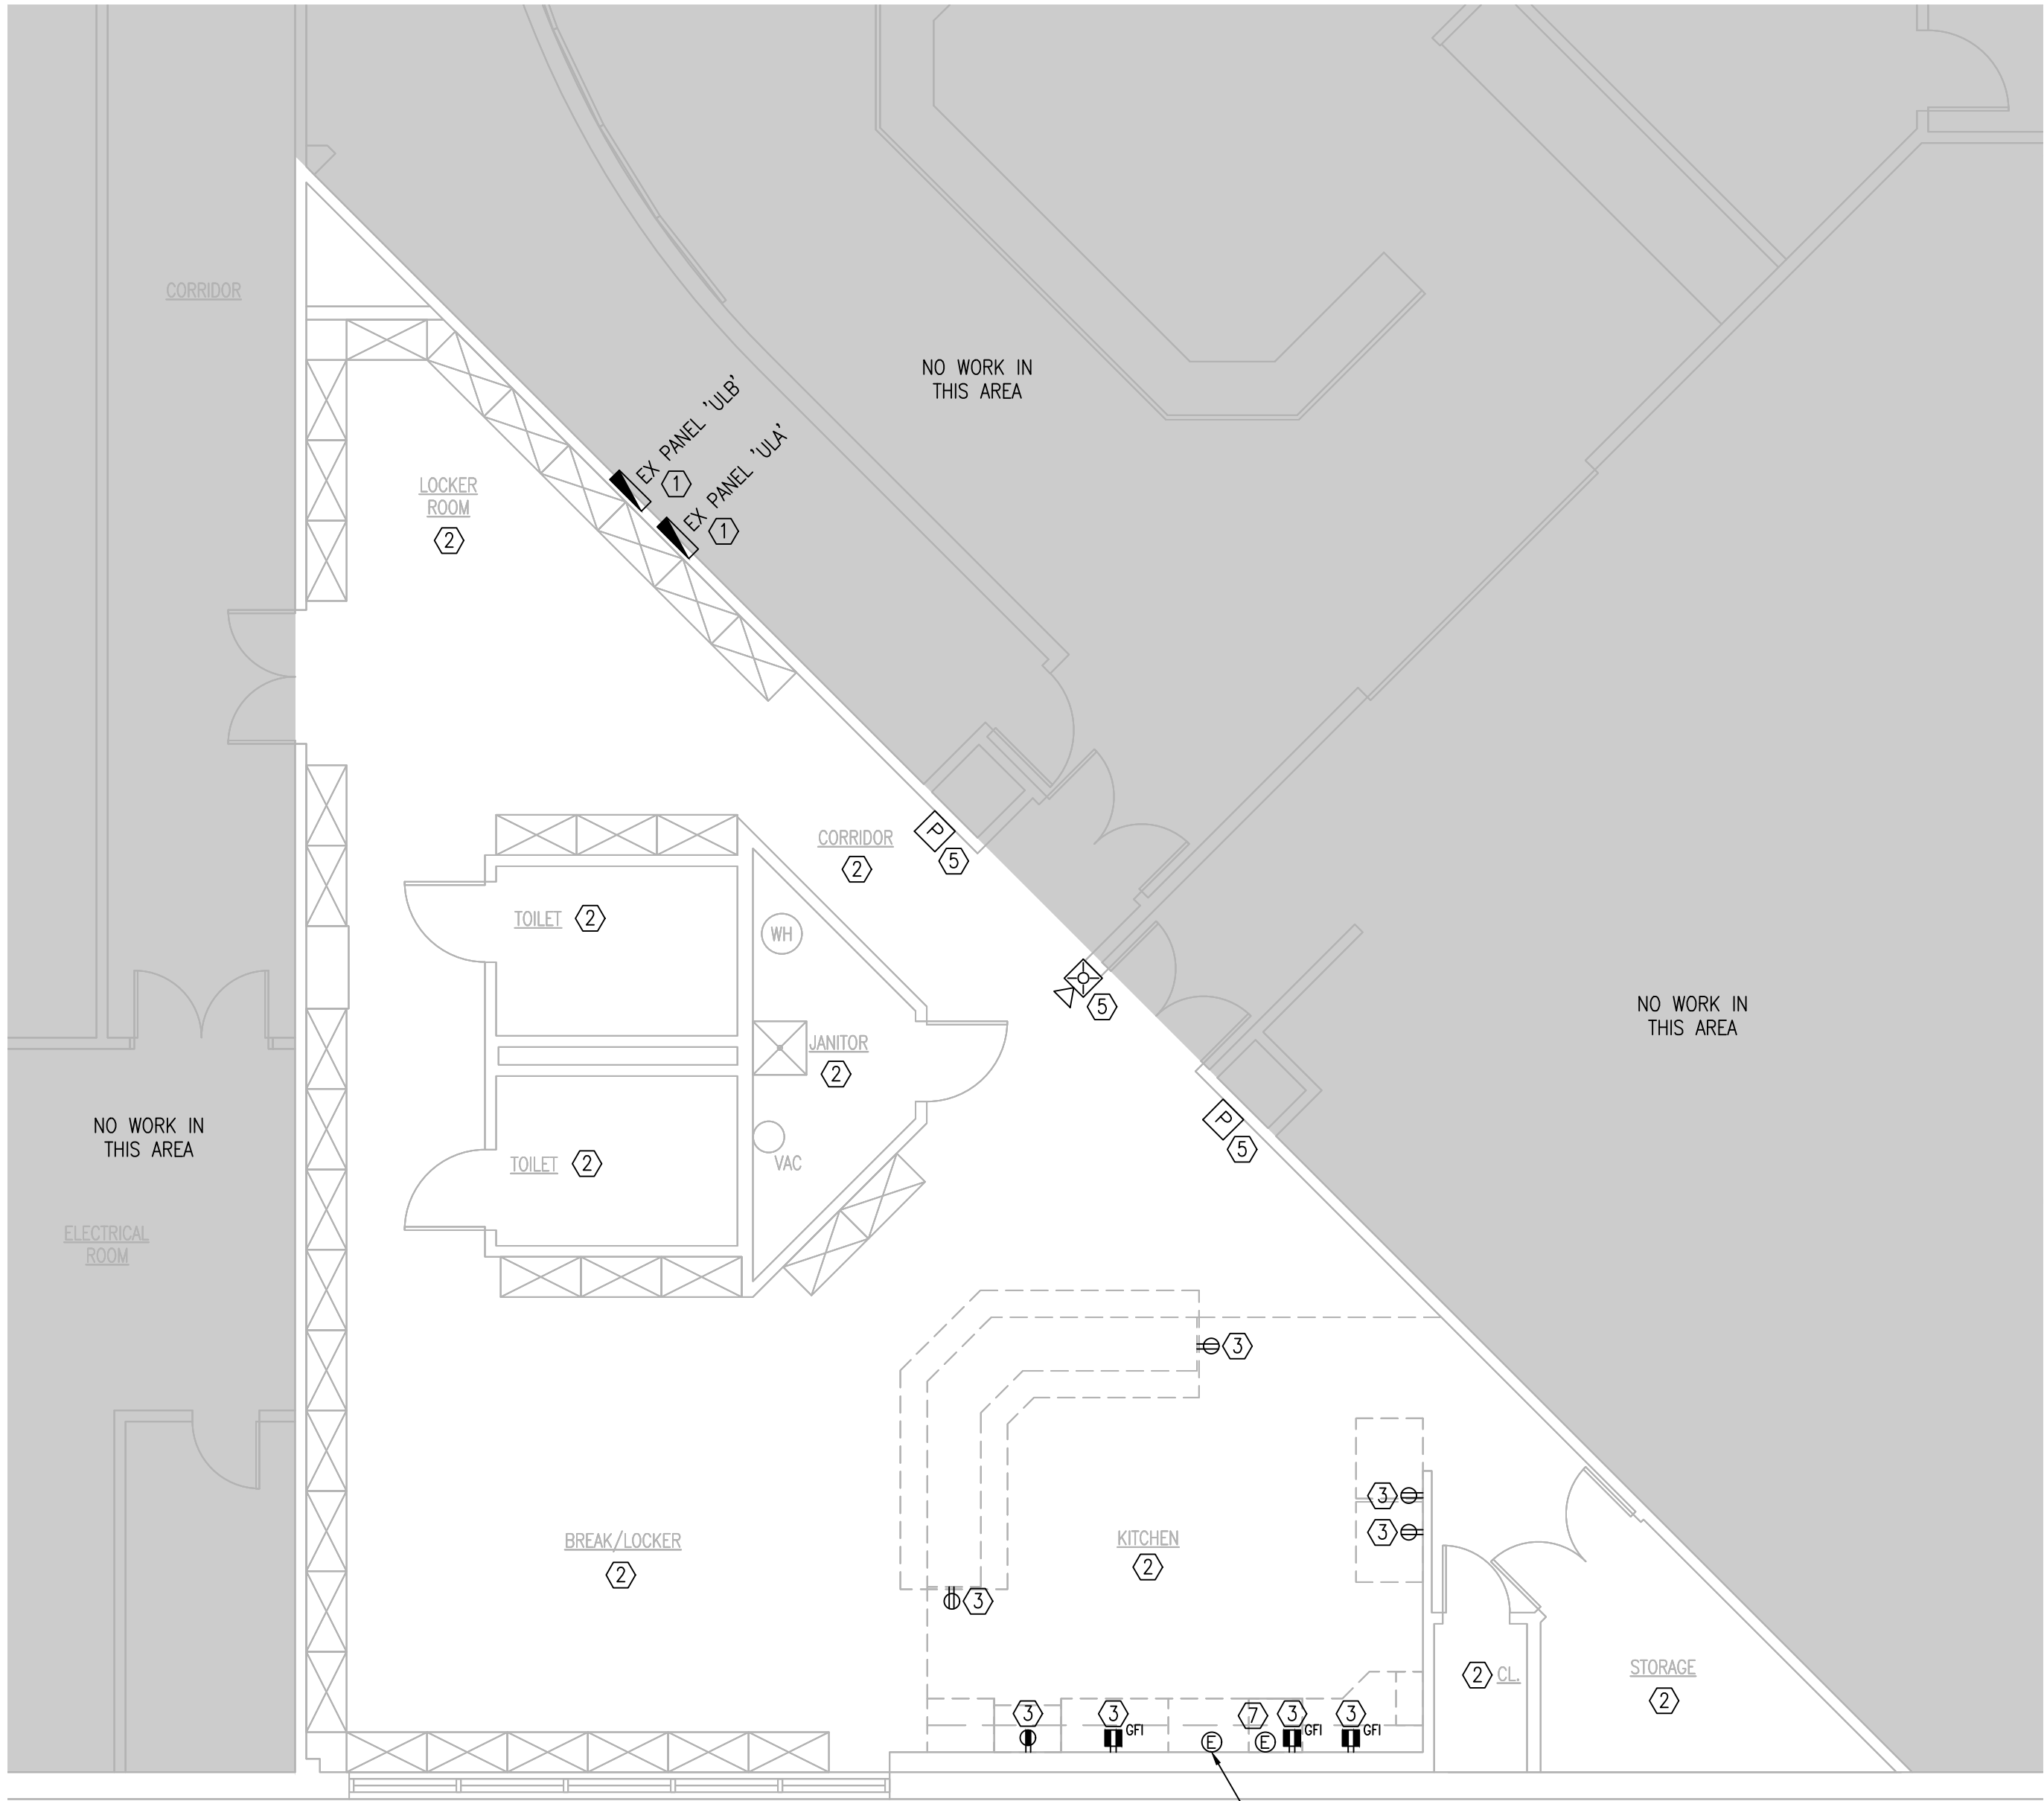 CORRIDOR
NO WORK IN
THIS AREA
EX PANEL 'ULB'
1
EX PANEL 'ULA'
1
LOCKER
ROOM
2
CORRIDOR
2
P
5
TOILET
2
WH
5
NO WORK IN
THIS AREA
JANITOR
2
NO WORK IN
THIS AREA
P
5
TOILET
2
VAC
ELECTRICAL
ROOM
3
3
3
BREAK/LOCKER
2
KITCHEN
2
3
2
CL.
STORAGE
2
3
3
GFI
7
3
GFI
3
GFI
E
E